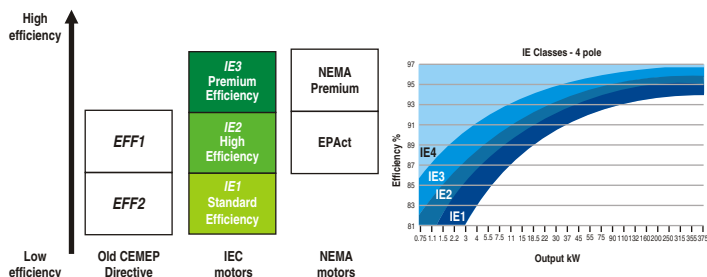 High
efficiency
EFF1
EFF2
IE3
Premium
Efficiency
IE2
High
Efficiency
IE1
Standard
Efficiency
NEMA
Premium
EPAct
Low
efficiency
Old CEMEP
Directive
IEC
motors
NEMA
motors
IE Classes - 4 pole
Efficiency %
97
95
93
91
89
87
85
83
81
IE4
IE3
IE2
IE1
0.75 1.1 1.5 2.2 3 4 5.5 7.5 11 15 18.5 22 30 37 45 55 75 90 110 132 160 200 250 315 355 375
Output kW